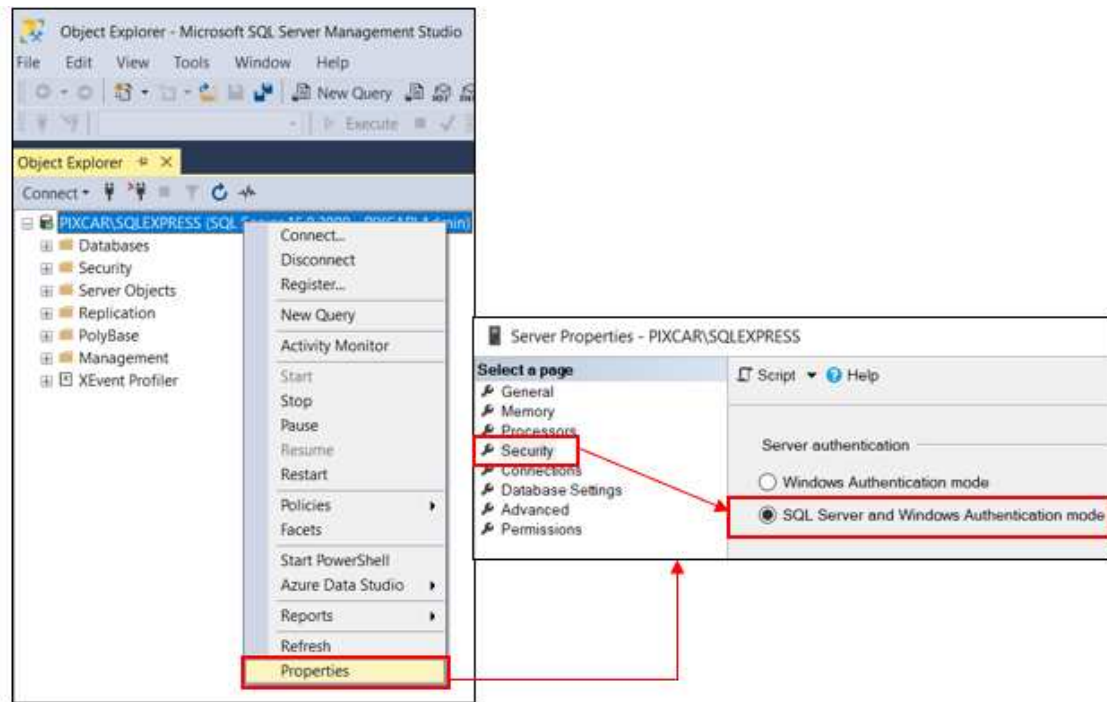 Object Explorer - Microsoft SQL Server Management Studio
File Edit View Tools Window Help
New Query
Execute
Object Explorer
Connect
PIXCAR\SQLEXPRESS (SQL
Databases
Security
Server Objects
Replication
PolyBase
Management
XEvent Profiler
Connect...
Disconnect
Register...
New Query
Activity Monitor
Start
Stop
Pause
Resume
Restart
Policies
Facets
Start PowerShell
Azure Data Studio
Reports
Refresh
Properties
Server Properties - PIXCAR\SQLEXPRESS
Select a page
General
Memory
Processors
Security
Connections
Database Settings
Advanced
Permissions
Script Help
Server authentication
Windows Authentication mode
SQL Server and Windows Authentication mode